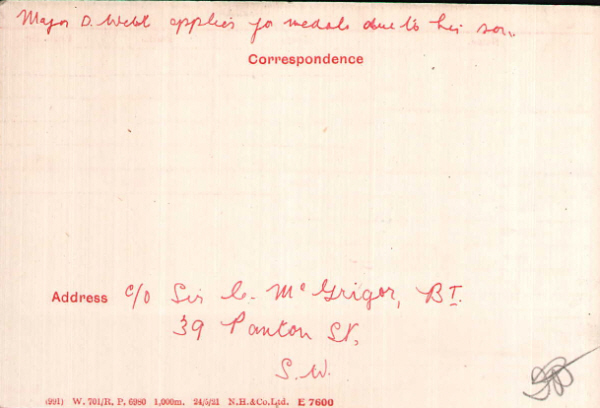 Major D. Webb applies for medals due to his son.
Correspondence
Address c/o Sir C. McGrigor, BT.
39 Panton St.
S.W.
(991) W. 701/R. P. 6980 1,000m. 24/5/21 N.H.&Co.Ltd. E 7600